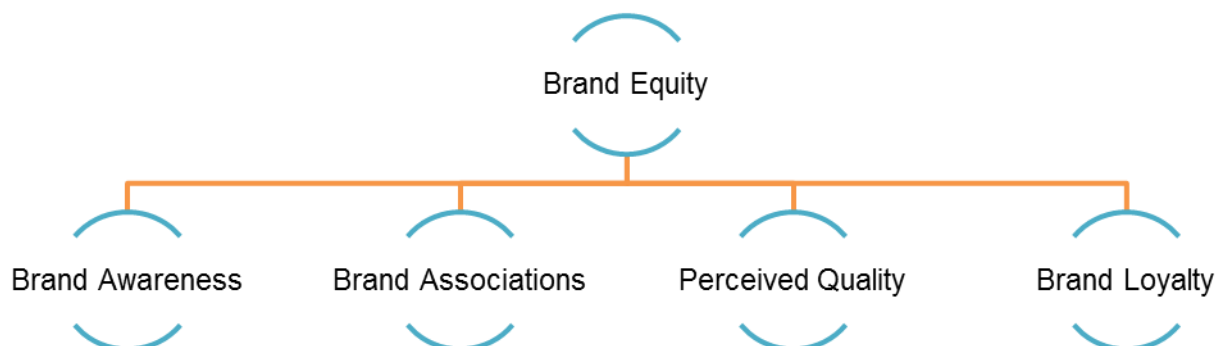 Brand Equity
Brand Awareness
Brand Associations
Perceived Quality
Brand Loyalty